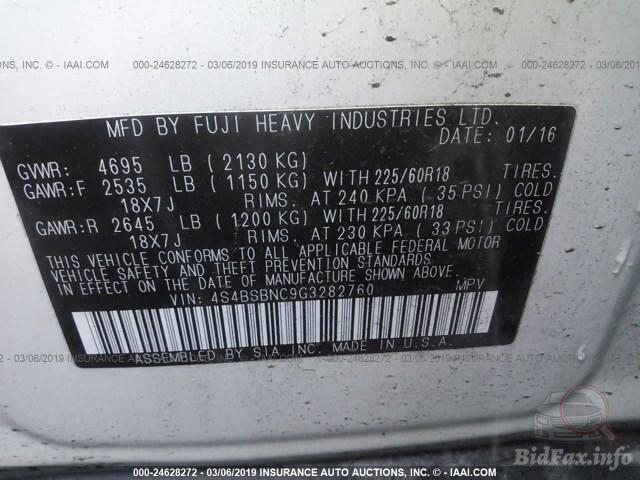 000-24628272 - 03/06/2019 INSURANCE AUTO AUCTIONS, INC. - © IAAI.COM
MFD BY FUJI HEAVY INDUSTRIES LTD.
DATE: 01/16
GVWR: 4695 LB (2130 KG)
GAWR:F 2535 LB (1150 KG) WITH 225/60R18 TIRES.
18X7J RIMS. AT 240 KPA (35 PSI) COLD
GAWR:R 2645 LB (1200 KG) WITH 225/60R18 TIRES.
18X7J RIMS. AT 230 KPA (33 PSI) COLD
THIS VEHICLE CONFORMS TO ALL APPLICABLE FEDERAL MOTOR
VEHICLE SAFETY AND THEFT PREVENTION STANDARDS
IN EFFECT ON THE DATE OF MANUFACTURE SHOWN ABOVE.
VIN: 4S4BSBNC9G3282760 MPV
000-24628272 - 03/06/2019 INSURANCE AUTO AUCTIONS, INC. - © IAAI.COM
ASSEMBLED BY S.I.A. INC. MADE IN U.S.A.
BidFax.info
000-24628272 - 03/06/2019 INSURANCE AUTO AUCTIONS, INC. - © IAAI.COM